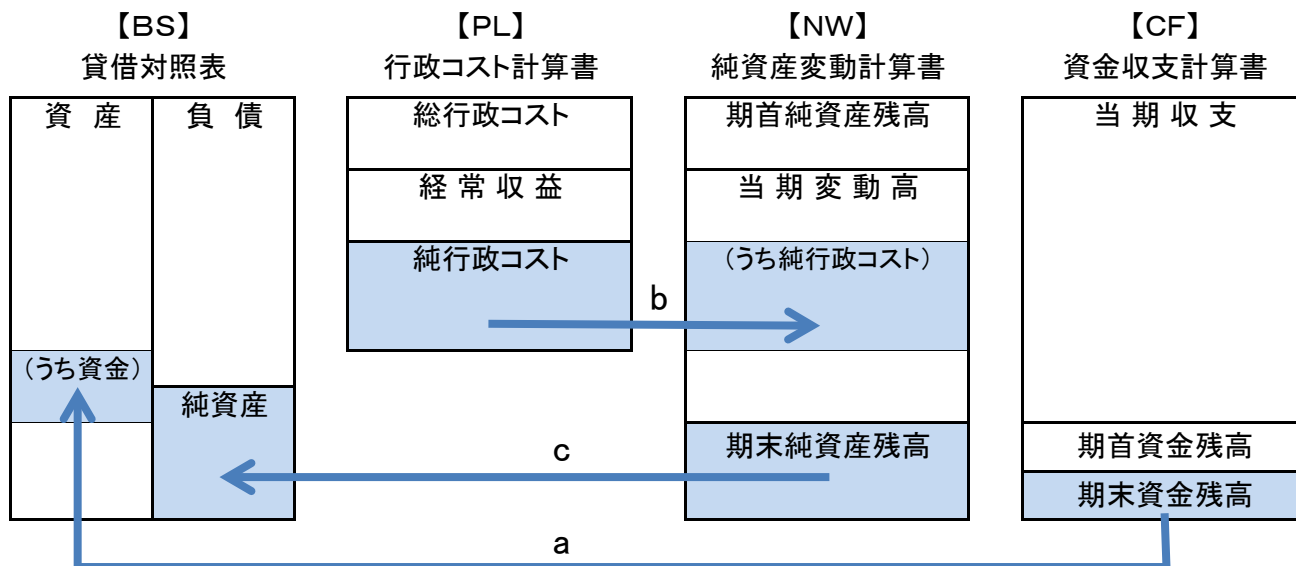 【BS】
貸借対照表
資 産
負 債
(うち資金)
純資産
【PL】
行政コスト計算書
総行政コスト
経 常 収 益
純行政コスト
b
【NW】
純資産変動計算書
期首純資産残高
当 期 変 動 高
(うち純行政コスト)
期末純資産残高
c
【CF】
資金収支計算書
当 期 収 支
期首資金残高
期末資金残高
a